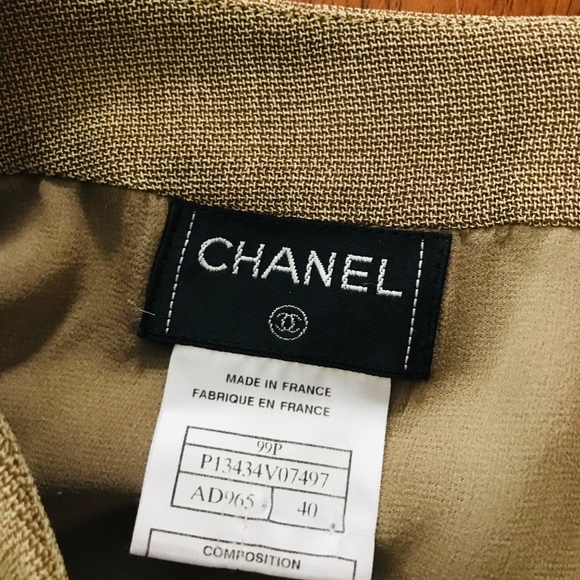 CHANEL
MADE IN FRANCE
FABRIQUE EN FRANCE
99P
P13434V07497
AD965 40
COMPOSITION